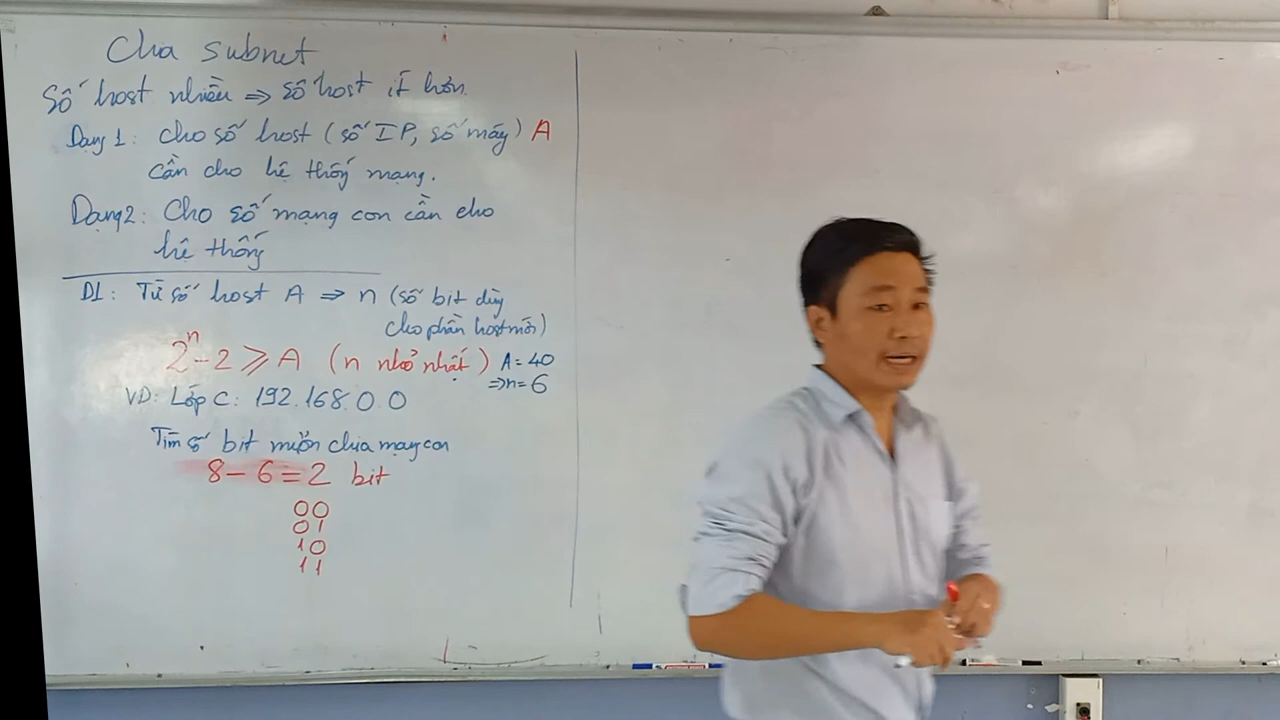 Chia subnet
Số host nhiều ⇒ số host ít hơn.
Dạng 1: Cho số host (số IP, số máy) A
cần cho hệ thống mạng.
Dạng 2: Cho số mạng con cần cho
hệ thống
D1: Từ số host A ⇒ n (số bit dùng
cho phần host mới)
2ⁿ - 2 ⩾ A (n nhỏ nhất) A = 40
⇒ n = 6
VD: Lớp C: 192.168.0.0
Tìm số bit mượn chia mạng con
8 - 6 = 2 bit
00
01
10
11